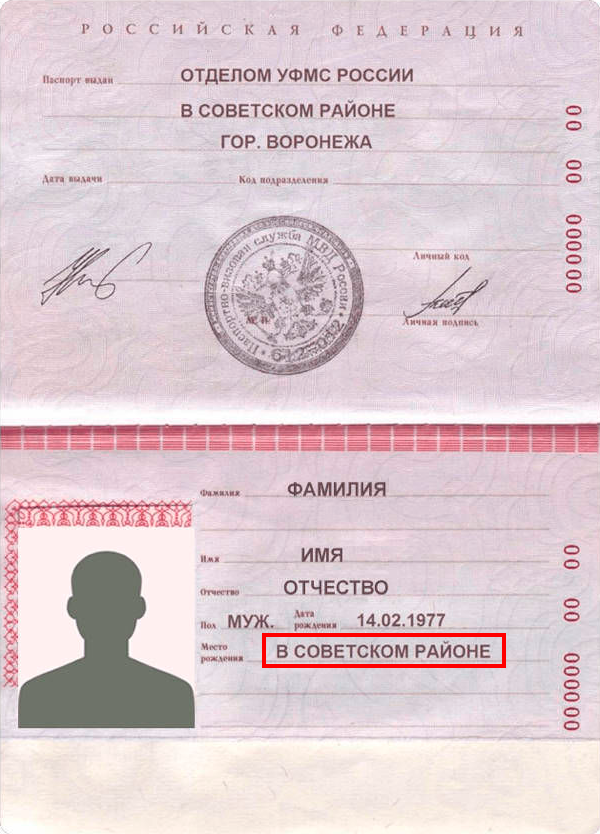 РОССИЙСКАЯ ФЕДЕРАЦИЯ
Паспорт выдан ОТДЕЛОМ УФМС РОССИИ
В СОВЕТСКОМ РАЙОНЕ
ГОР. ВОРОНЕЖА
Дата выдачи Код подразделения
00 00 000000
Паспортно-визовая служба МВД России • 612-012 •
Личный код
Личная подпись
Фамилия ФАМИЛИЯ
Имя ИМЯ
Отчество ОТЧЕСТВО
Пол МУЖ. Дата рождения 14.02.1977
Место рождения В СОВЕТСКОМ РАЙОНЕ
00 00 000000